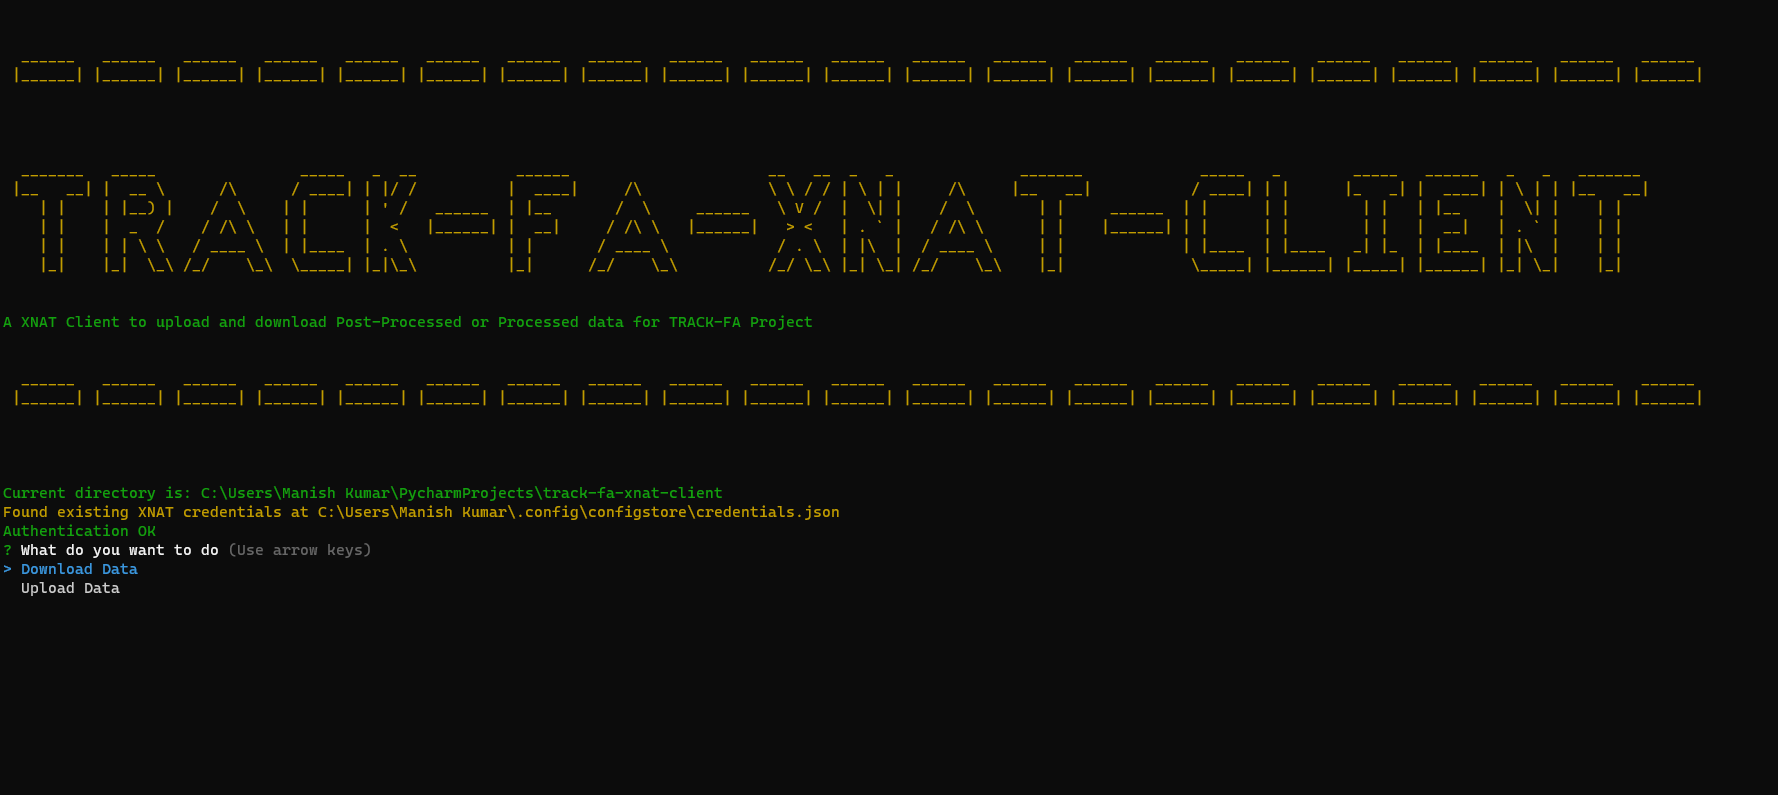 TRACK-FA-XNAT-CLIENT
A XNAT Client to upload and download Post-Processed or Processed data for TRACK-FA Project
Current directory is: C:\Users\Manish Kumar\PycharmProjects\track-fa-xnat-client
Found existing XNAT credentials at C:\Users\Manish Kumar\.config\configstore\credentials.json
Authentication OK
? What do you want to do (Use arrow keys)
> Download Data
Upload Data